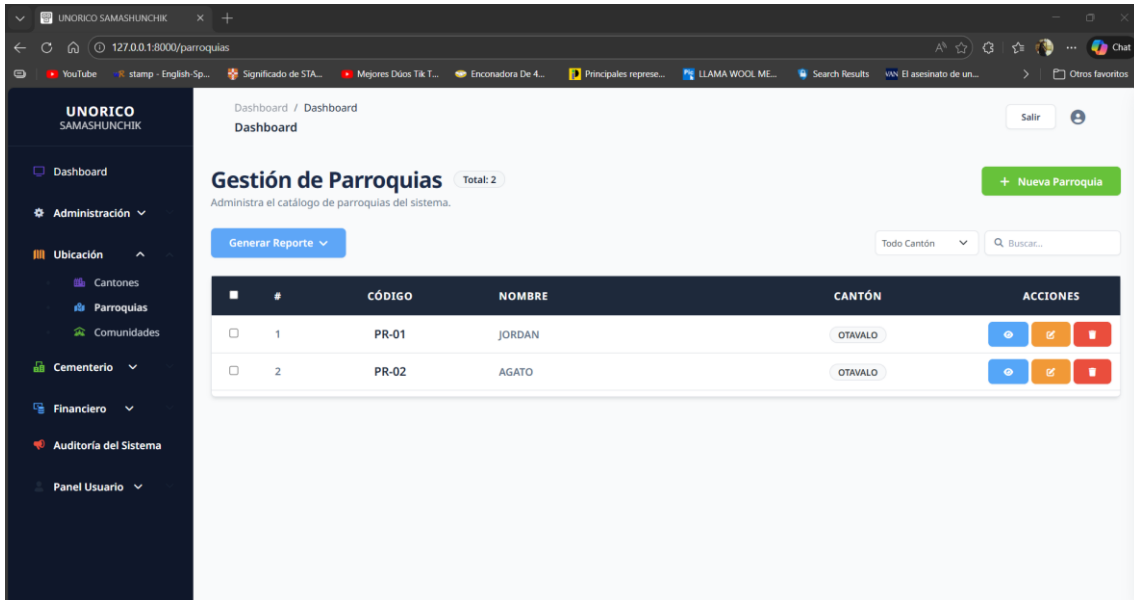 UNORICO SAMASHUNCHIK
127.0.0.1:8000/parroquias
Chat
YouTube stamp - English-Sp... Significado de STA... Mejores Dúos Tik T... Enconadora De 4... Principales represe... LLAMA WOOL ME... Search Results El asesinato de un... Otros favoritos
UNORICO
SAMASHUNCHIK
Dashboard / Dashboard
Dashboard
Salir
Dashboard
Administración
Ubicación
Cantones
Parroquias
Comunidades
Cementerio
Financiero
Auditoría del Sistema
Panel Usuario
Gestión de Parroquias Total: 2
+ Nueva Parroquia
Administra el catálogo de parroquias del sistema.
Generar Reporte
Todo Cantón
Buscar...
# CÓDIGO NOMBRE CANTÓN ACCIONES
1 PR-01 JORDAN OTAVALO
2 PR-02 AGATO OTAVALO